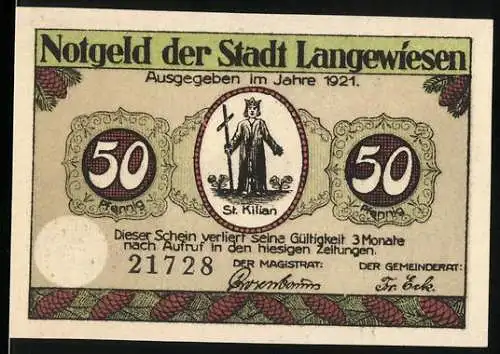 Notgeld der Stadt Langewiesen
Ausgegeben im Jahre 1921.
50 50
Pfennig Pfennig
St. Kilian
Dieser Schein verliert seine Gültigkeit 3 Monate
nach Aufruf in den hiesigen Zeitungen.
21728 DER MAGISTRAT: DER GEMEINDERAT:
Fr. Eck.